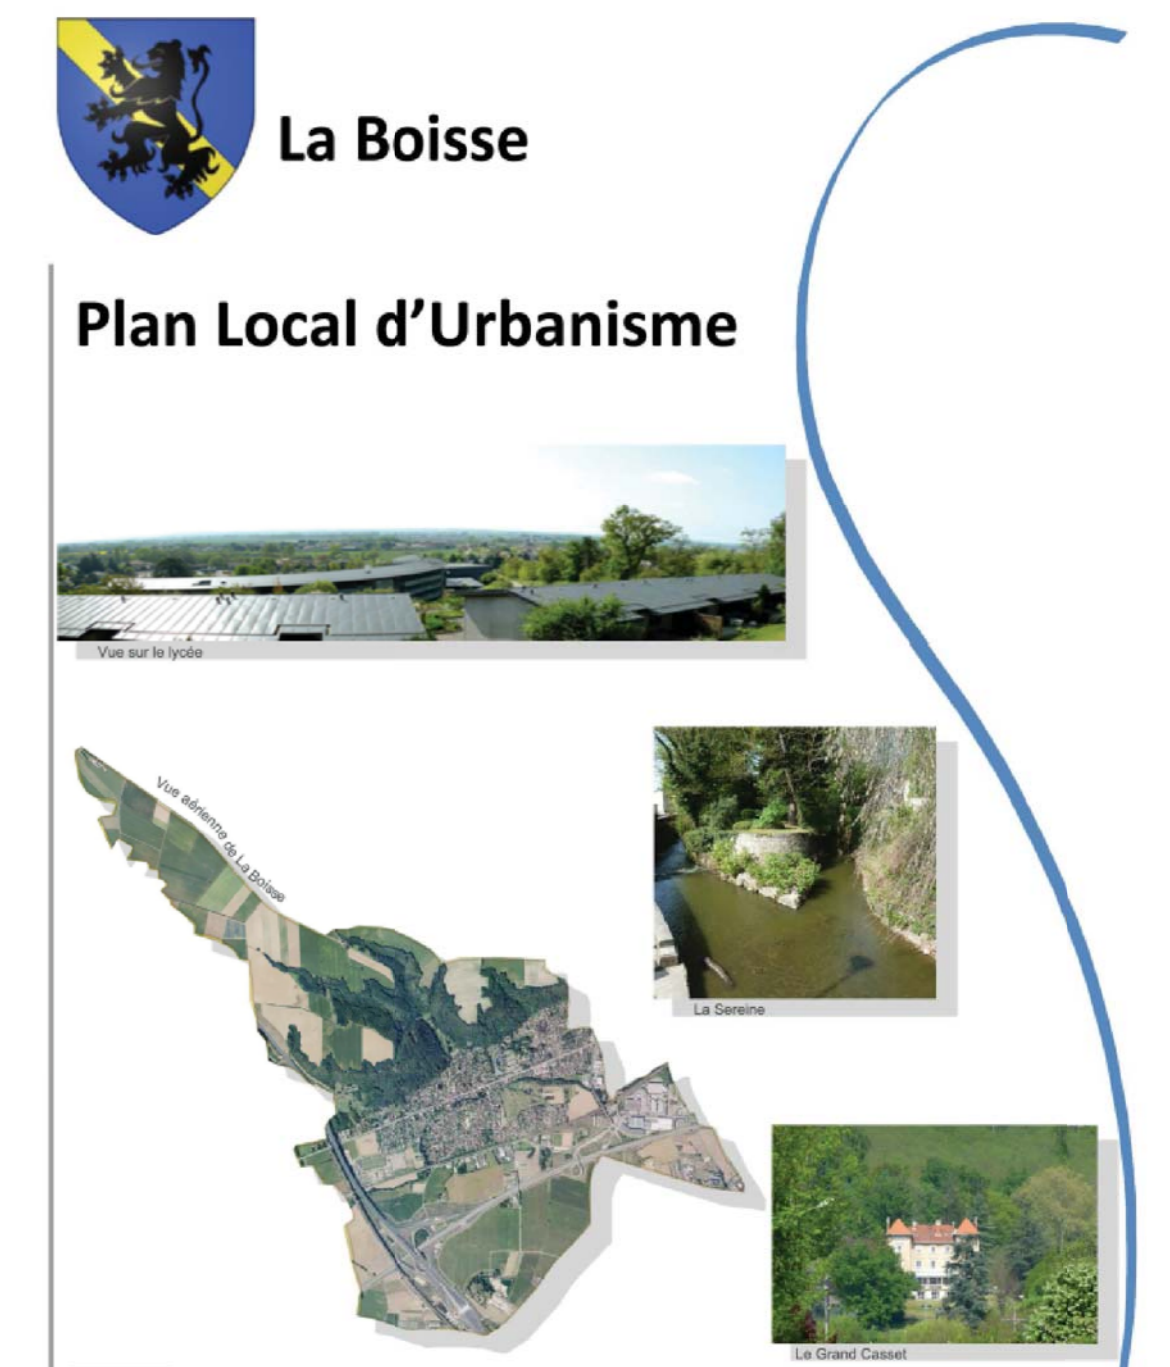 La Boisse
Plan Local d’Urbanisme
Vue sur le lycée
Vue aérienne de La Boisse
La Sereine
Le Grand Casset